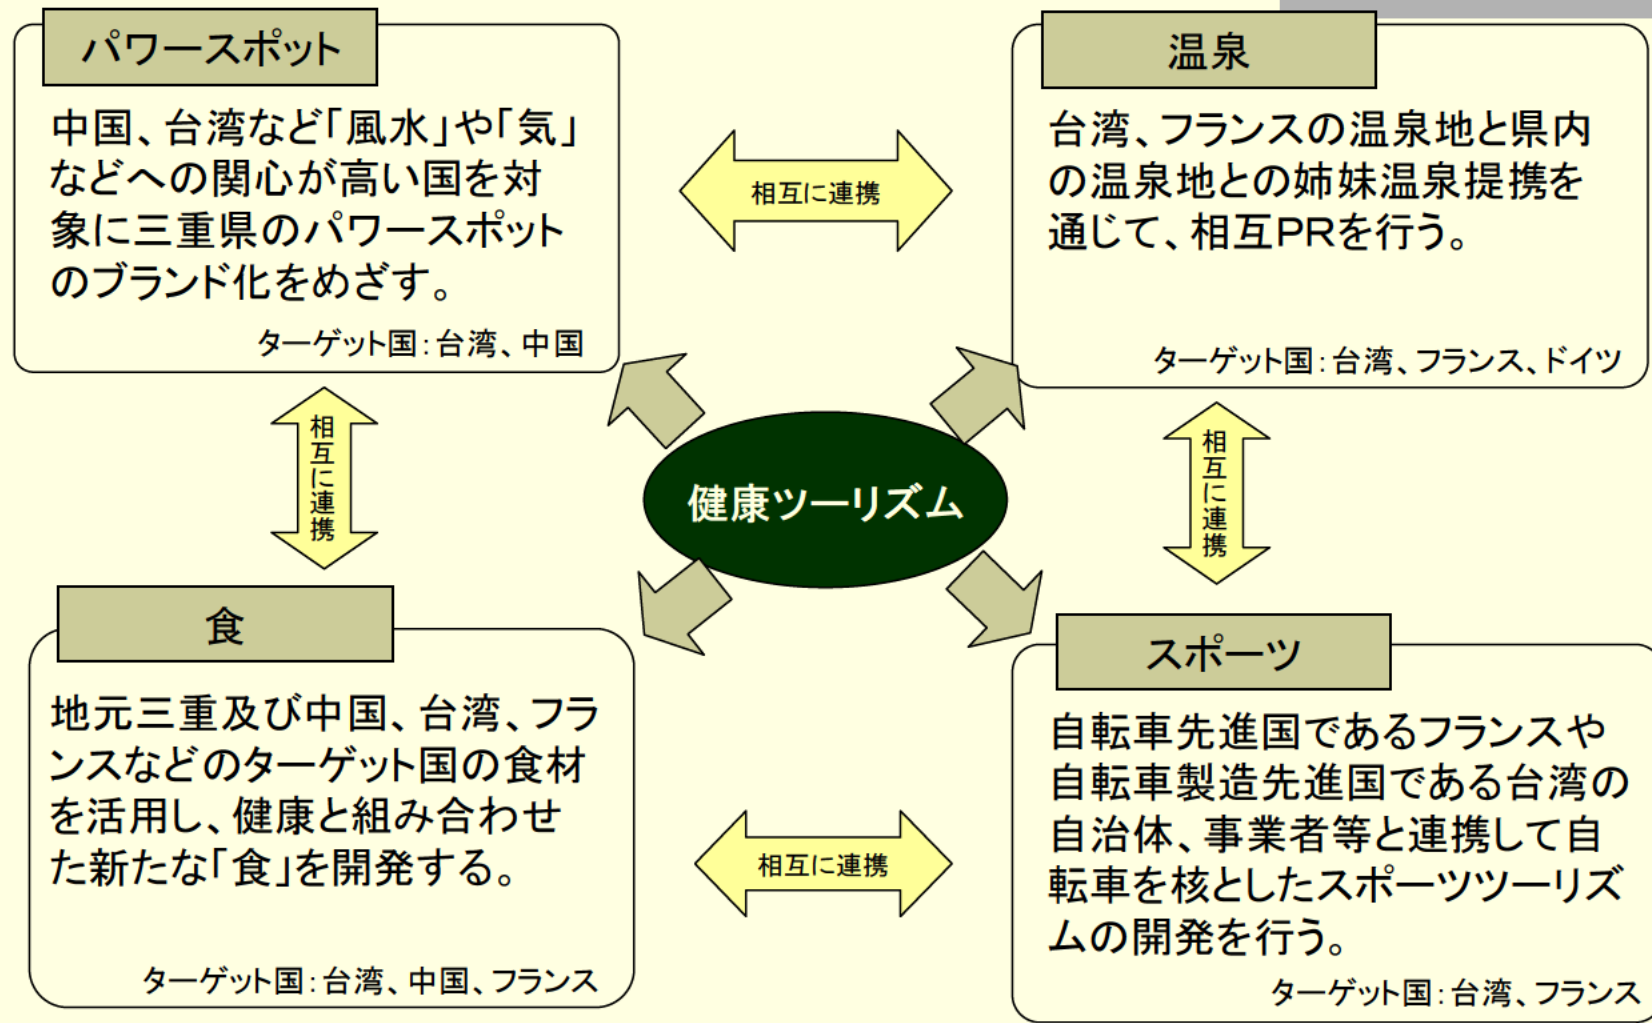 パワースポット
中国、台湾など「風水」や「気」
などへの関心が高い国を対
象に三重県のパワースポット
のブランド化をめざす。
ターゲット国：台湾、中国
相互に連携
温泉
台湾、フランスの温泉地と県内
の温泉地との姉妹温泉提携を
通じて、相互PRを行う。
ターゲット国：台湾、フランス、ドイツ
相互に連携
健康ツーリズム
相互に連携
食
地元三重及び中国、台湾、フラ
ンスなどのターゲット国の食材
を活用し、健康と組み合わせ
た新たな「食」を開発する。
ターゲット国：台湾、中国、フランス
相互に連携
スポーツ
自転車先進国であるフランスや
自転車製造先進国である台湾の
自治体、事業者等と連携して自
転車を核としたスポーツツーリズ
ムの開発を行う。
ターゲット国：台湾、フランス